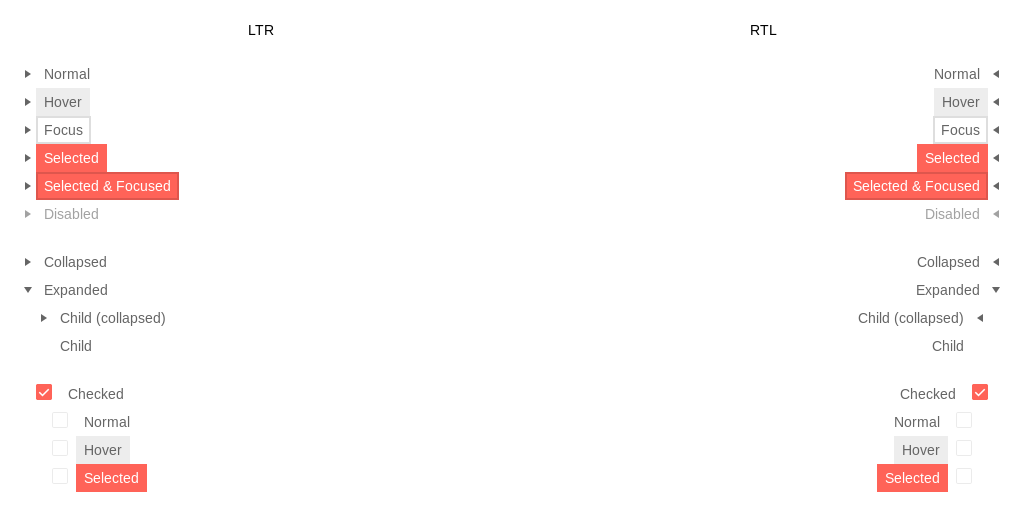 LTR
Normal
Hover
Focus
Selected
Selected & Focused
Disabled
Collapsed
Expanded
Child (collapsed)
Child
Checked
Normal
Hover
Selected
RTL
Normal
Hover
Focus
Selected
Selected & Focused
Disabled
Collapsed
Expanded
Child (collapsed)
Child
Checked
Normal
Hover
Selected